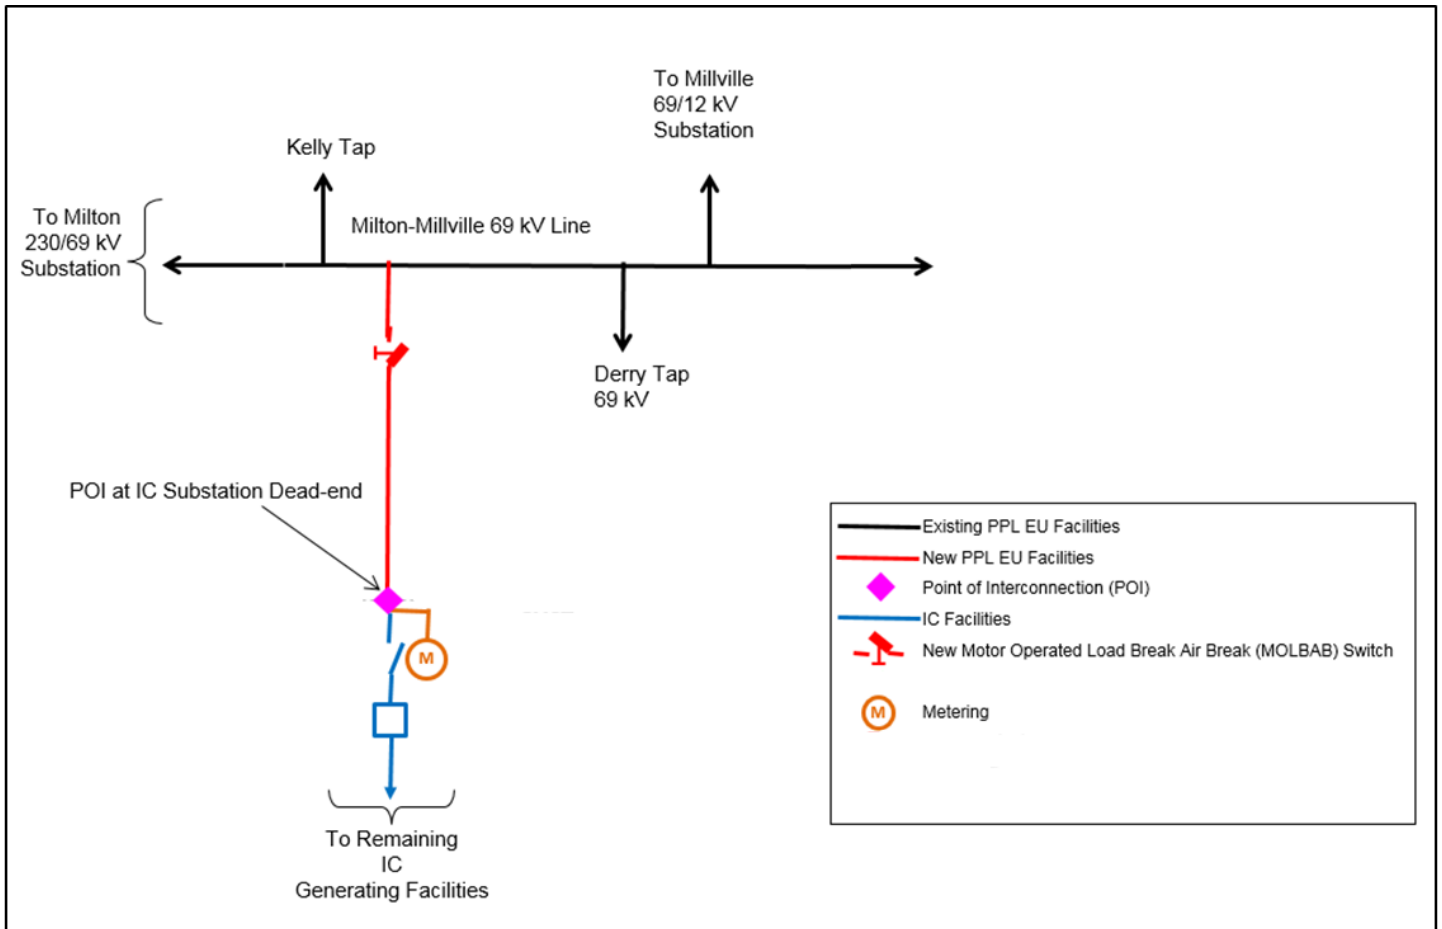 To Millville
69/12 kV
Substation
Kelly Tap
To Milton
230/69 kV
Substation
Milton-Millville 69 kV Line
Derry Tap
69 kV
POI at IC Substation Dead-end
M
To Remaining
IC
Generating Facilities
Existing PPL EU Facilities
New PPL EU Facilities
Point of Interconnection (POI)
IC Facilities
New Motor Operated Load Break Air Break (MOLBAB) Switch
M
Metering